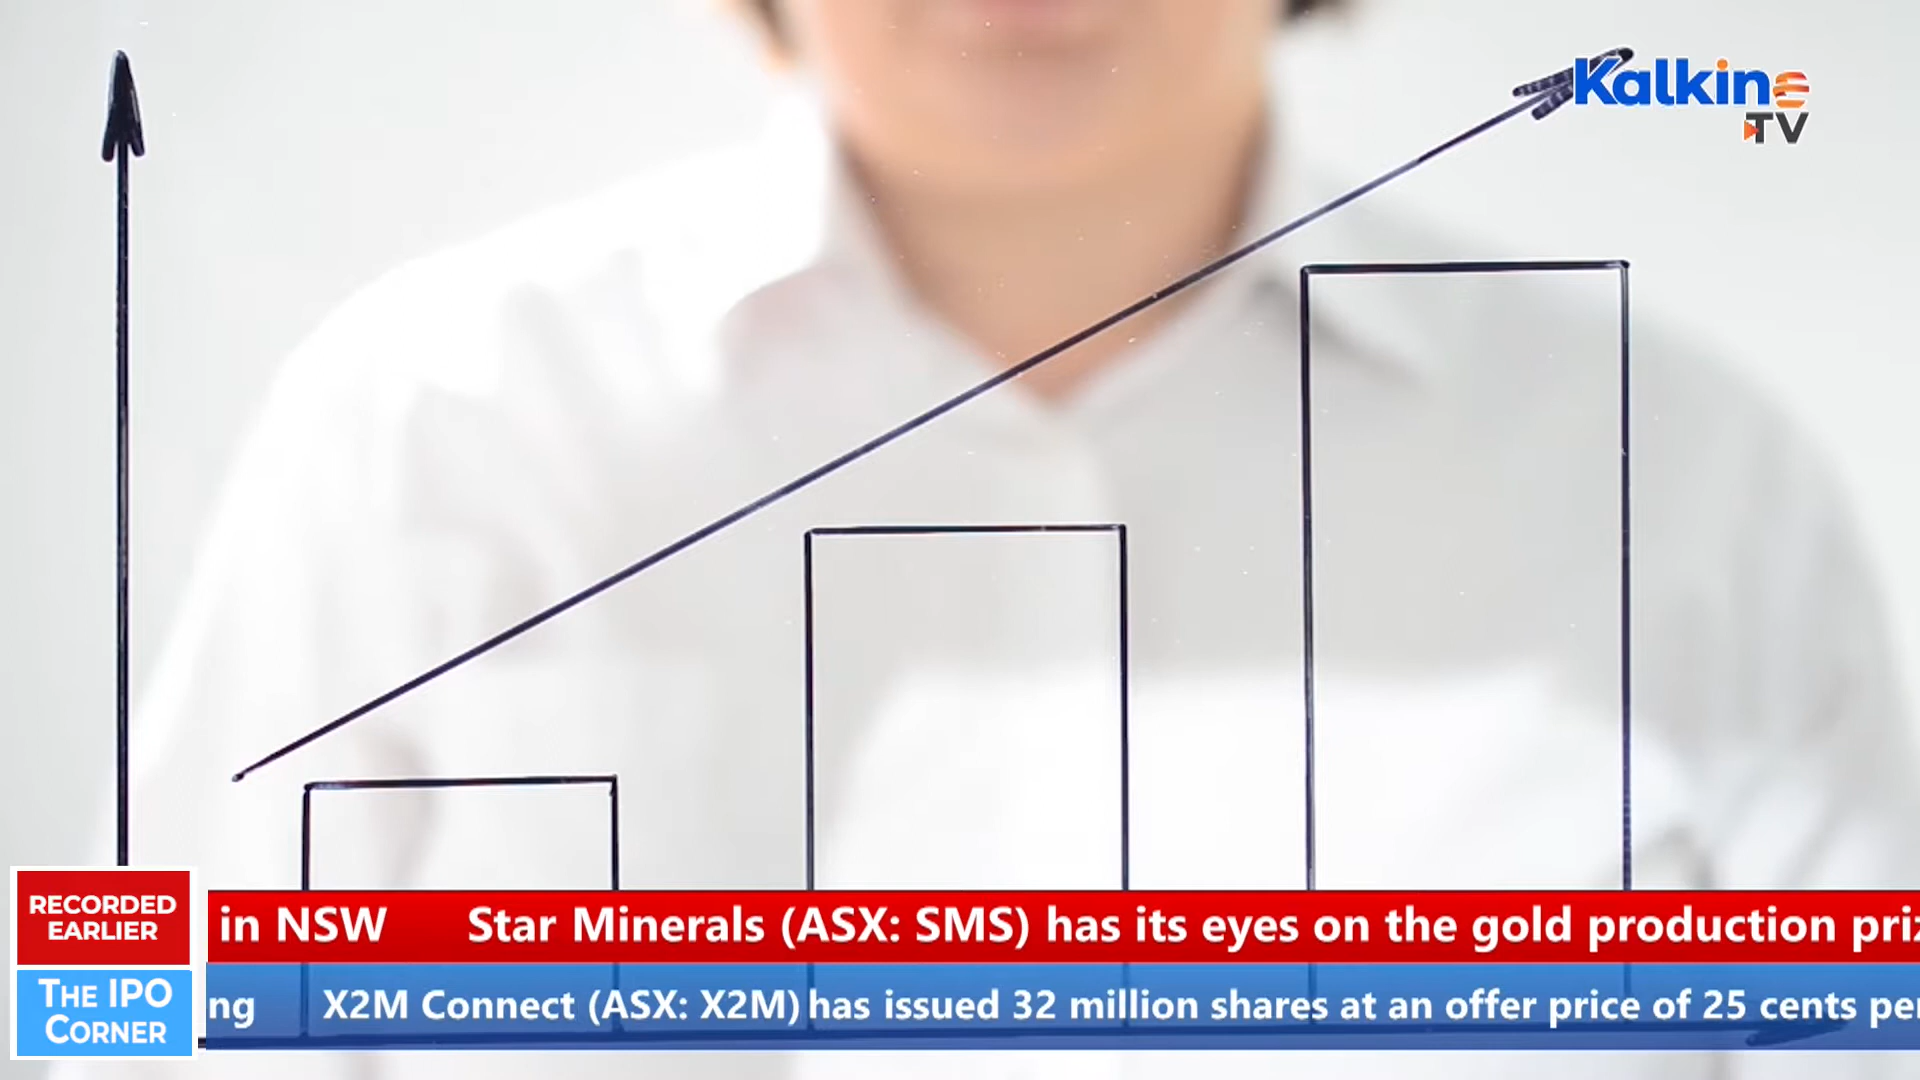 Kalkine
TV
RECORDED
EARLIER
in NSW Star Minerals (ASX: SMS) has its eyes on the gold production
THE IPO
CORNER
X2M Connect (ASX: X2M) has issued 32 million shares at an offer price of 25 cents